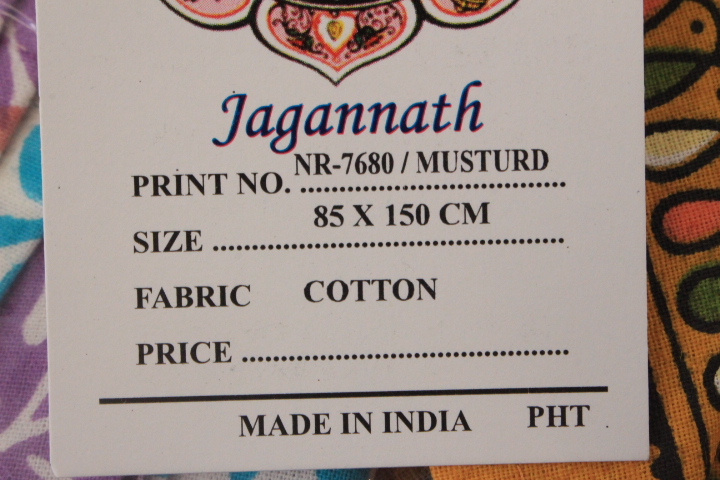 Jagannath
PRINT NO. NR-7680 / MUSTURD
SIZE 85 X 150 CM
FABRIC COTTON
PRICE
MADE IN INDIA PHT